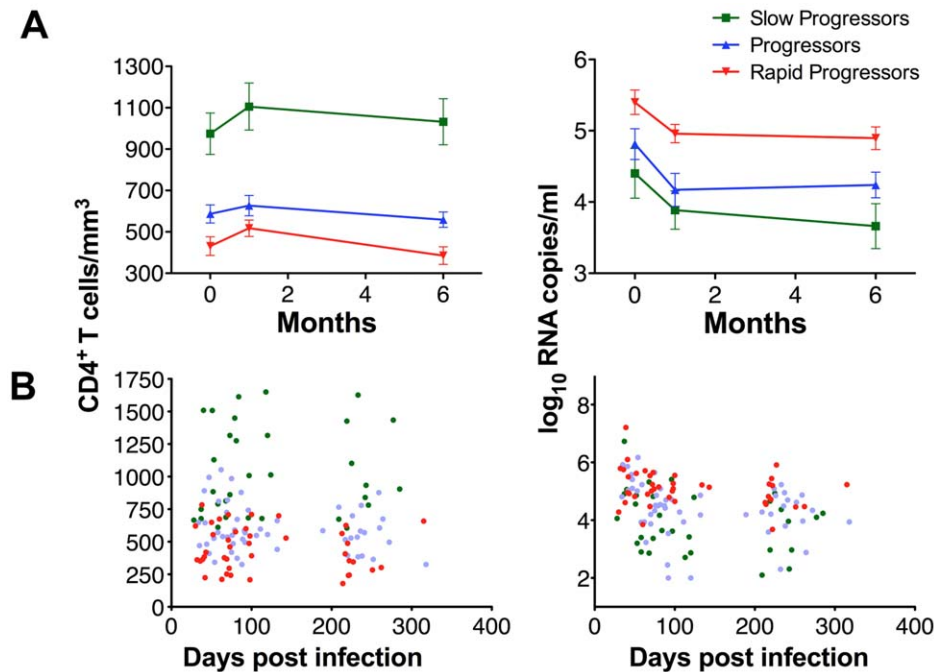 A
Slow Progressors
Progressors
Rapid Progressors
CD4⁺ T cells/mm³
1300
1100
900
700
500
300
0 2 4 6
Months
log₁₀ RNA copies/ml
6
5
4
3
0 2 4 6
Months
B
1750
1500
1250
1000
750
500
250
0
0 100 200 300 400
Days post infection
8
6
4
2
0 100 200 300 400
Days post infection